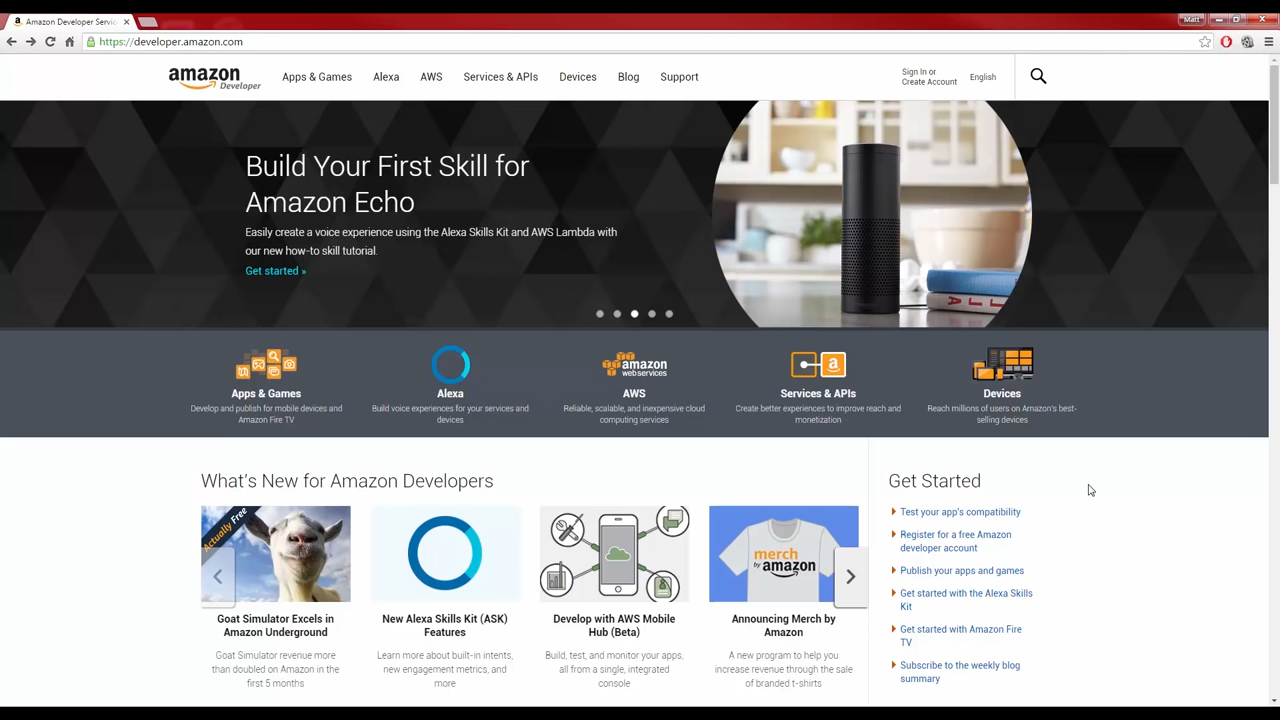 Amazon Developer Servic
Matt
https://developer.amazon.com
amazon
Developer
Apps & Games
Alexa
AWS
Services & APIs
Devices
Blog
Support
Sign In or
Create Account
English
Build Your First Skill for
Amazon Echo
Easily create a voice experience using the Alexa Skills Kit and AWS Lambda with
our new how-to skill tutorial.
Get started »
amazon
web services
Apps & Games
Develop and publish for mobile devices and
Amazon Fire TV
Alexa
Build voice experiences for your services and
devices
AWS
Reliable, scalable, and inexpensive cloud
computing services
Services & APIs
Create better experiences to improve reach and
monetization
Devices
Reach millions of users on Amazon's best-
selling devices
What's New for Amazon Developers
Actually Free
Goat Simulator Excels in
Amazon Underground
Goat Simulator revenue more
than doubled on Amazon in the
first 5 months
New Alexa Skills Kit (ASK)
Features
Learn more about built-in intents,
new engagement metrics, and
more
Develop with AWS Mobile
Hub (Beta)
Build, test, and monitor your apps,
all from a single, integrated
console
merch
by amazon
Announcing Merch by
Amazon
A new program to help you
increase revenue through the sale
of branded t-shirts
Get Started
Test your app's compatibility
Register for a free Amazon
developer account
Publish your apps and games
Get started with the Alexa Skills
Kit
Get started with Amazon Fire
TV
Subscribe to the weekly blog
summary